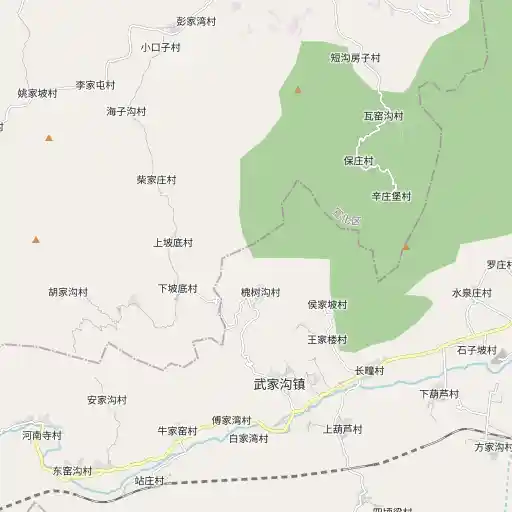 彭家湾村
小口子村
短沟房子村
李家屯村
姚家坡村
海子沟村
瓦窑沟村
村
保庄村
柴家庄村
辛庄堡村
上坡底村
罗庄村
胡家沟村
下坡底村
槐树沟村
水泉庄村
侯家坡村
王家楼村
石子坡村
长疃村
武家沟镇
下葫芦村
安家沟村
傅家湾村
牛家窑村
上葫芦村
河南寺村
白家湾村
方家沟村
东窑沟村
站庄村